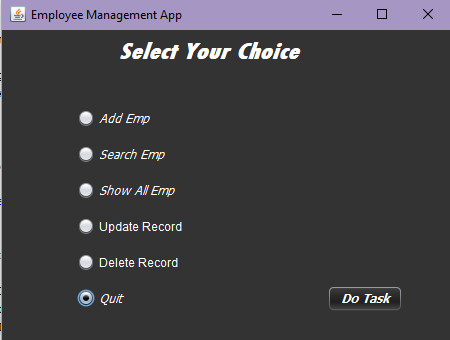 Employee Management App
Select Your Choice
Add Emp
Search Emp
Show All Emp
Update Record
Delete Record
Quit
Do Task